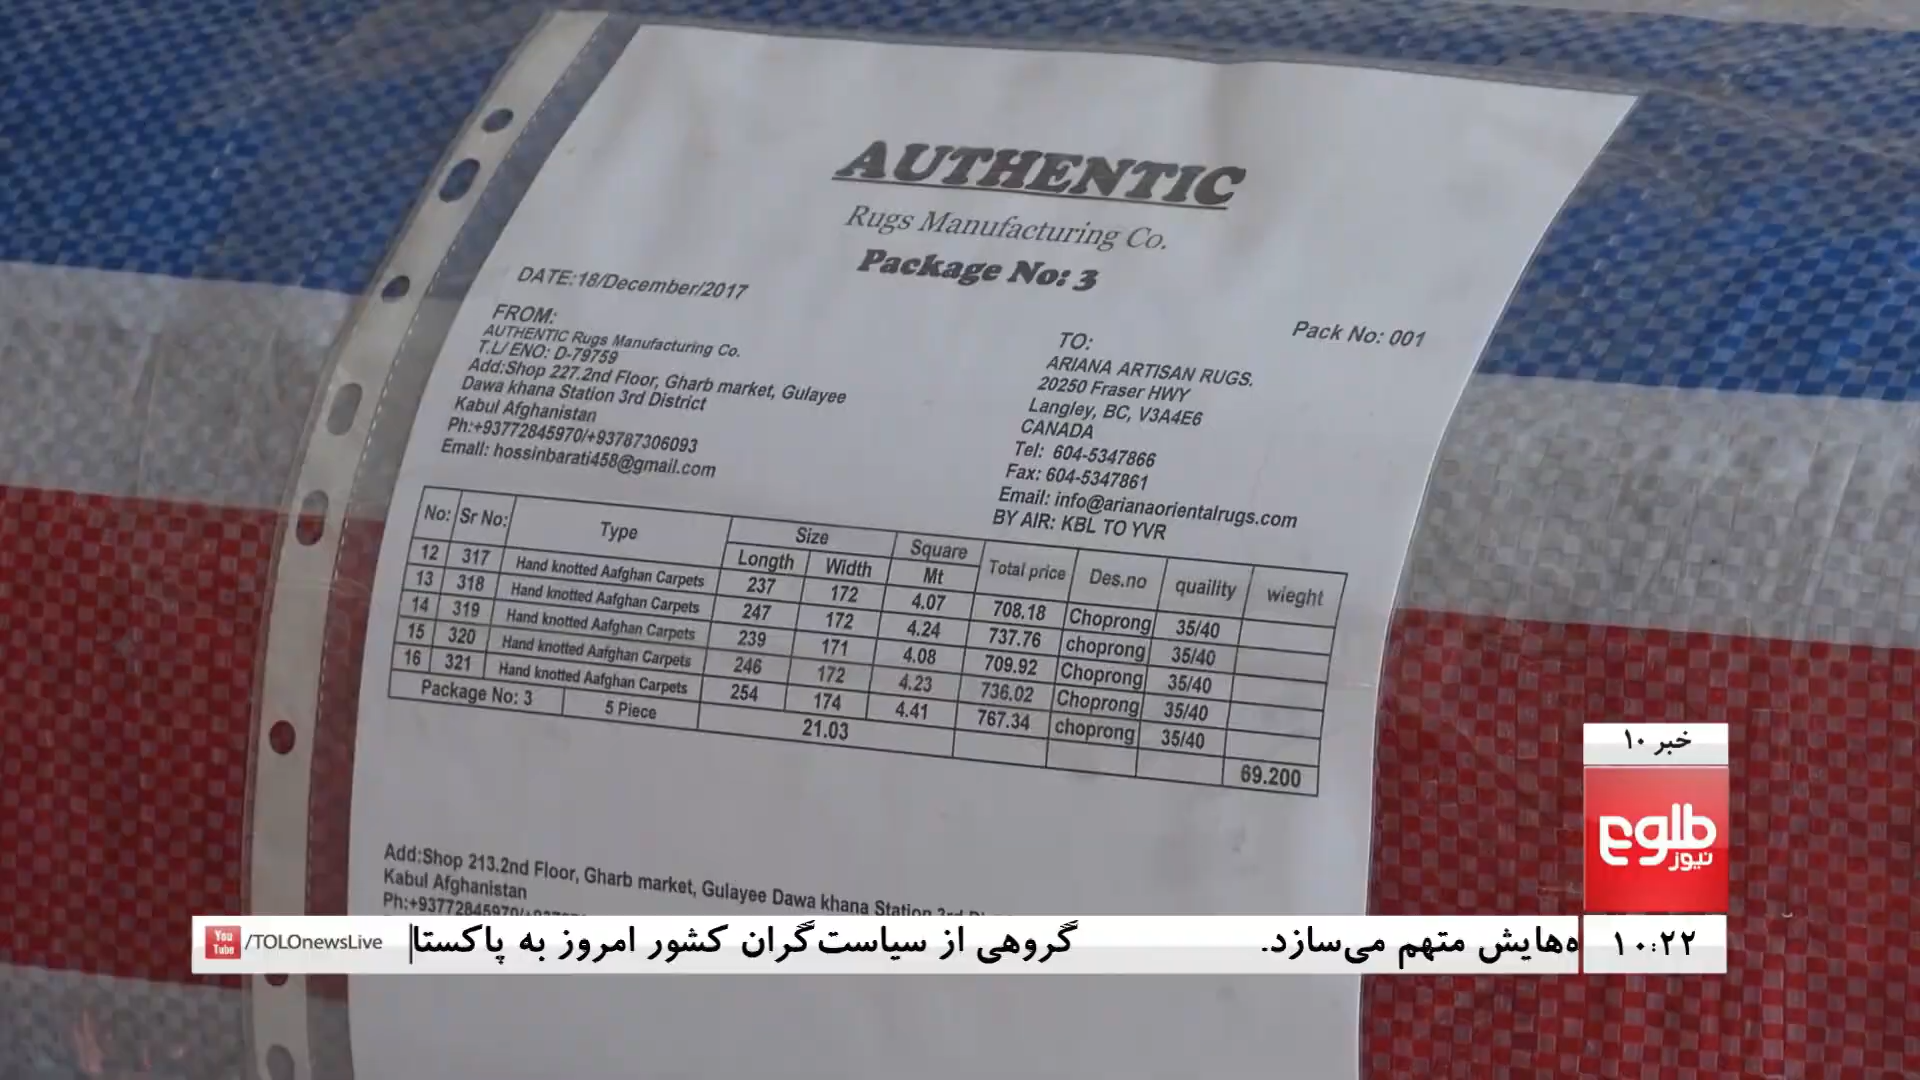 AUTHENTIC
Rugs Manufacturing Co.
Package No: 3
DATE:18/December/2017
Pack No: 001
FROM:
AUTHENTIC Rugs Manufacturing Co.
T.L/ ENO: D-79759
Add:Shop 227.2nd Floor, Gharb market, Gulayee
Dawa khana Station 3rd District
Kabul Afghanistan
Ph:+93772845970/+93787306093
Email: hossinbarati458@gmail.com
TO:
ARIANA ARTISAN RUGS.
20250 Fraser HWY
Langley, BC, V3A4E6
CANADA
Tel: 604-5347866
Fax: 604-5347861
Email: info@arianaorientalrugs.com
BY AIR: KBL TO YVR
No: Sr No: Type Size Square Total price Des.no quaility wieght
Length Width Mt
12 317 Hand knotted Aafghan Carpets 237 172 4.07 708.18 Choprong 35/40
13 318 Hand knotted Aafghan Carpets 247 172 4.24 737.76 choprong 35/40
14 319 Hand knotted Aafghan Carpets 239 171 4.08 709.92 Choprong 35/40
15 320 Hand knotted Aafghan Carpets 246 172 4.23 736.02 Choprong 35/40
16 321 Hand knotted Aafghan Carpets 254 174 4.41 767.34 choprong 35/40
Package No: 3 5 Piece 21.03 69.200
Add:Shop 213.2nd Floor, Gharb market, Gulayee Dawa khana Station 3rd
Kabul Afghanistan
خبر ۱۰
طلوع
نیوز
۱۰:۲۲
ه‌هایش متهم می‌سازد. گروهی از سیاست‌گران کشور امروز به پاکستا
You Tube /TOLOnewsLive